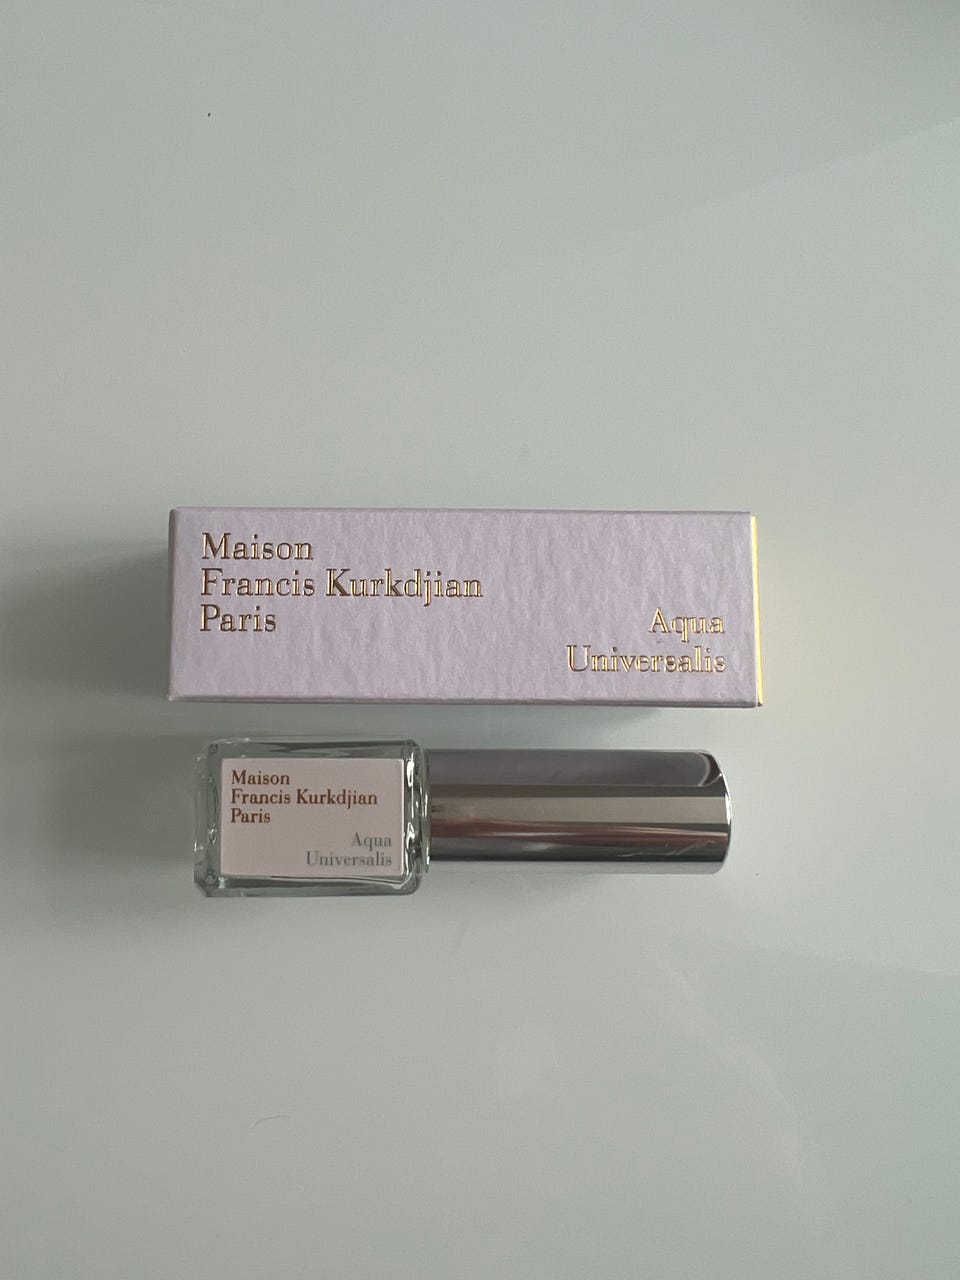 Maison
Francis Kurkdjian
Paris
Aqua
Universalis
Maison
Francis Kurkdjian
Paris
Aqua
Universalis